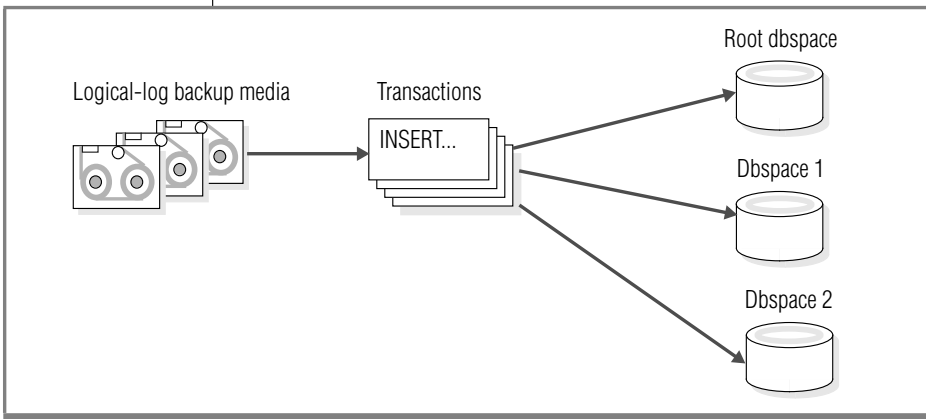 Root dbspace
Logical-log backup media
Transactions
INSERT...
Dbspace 1
Dbspace 2